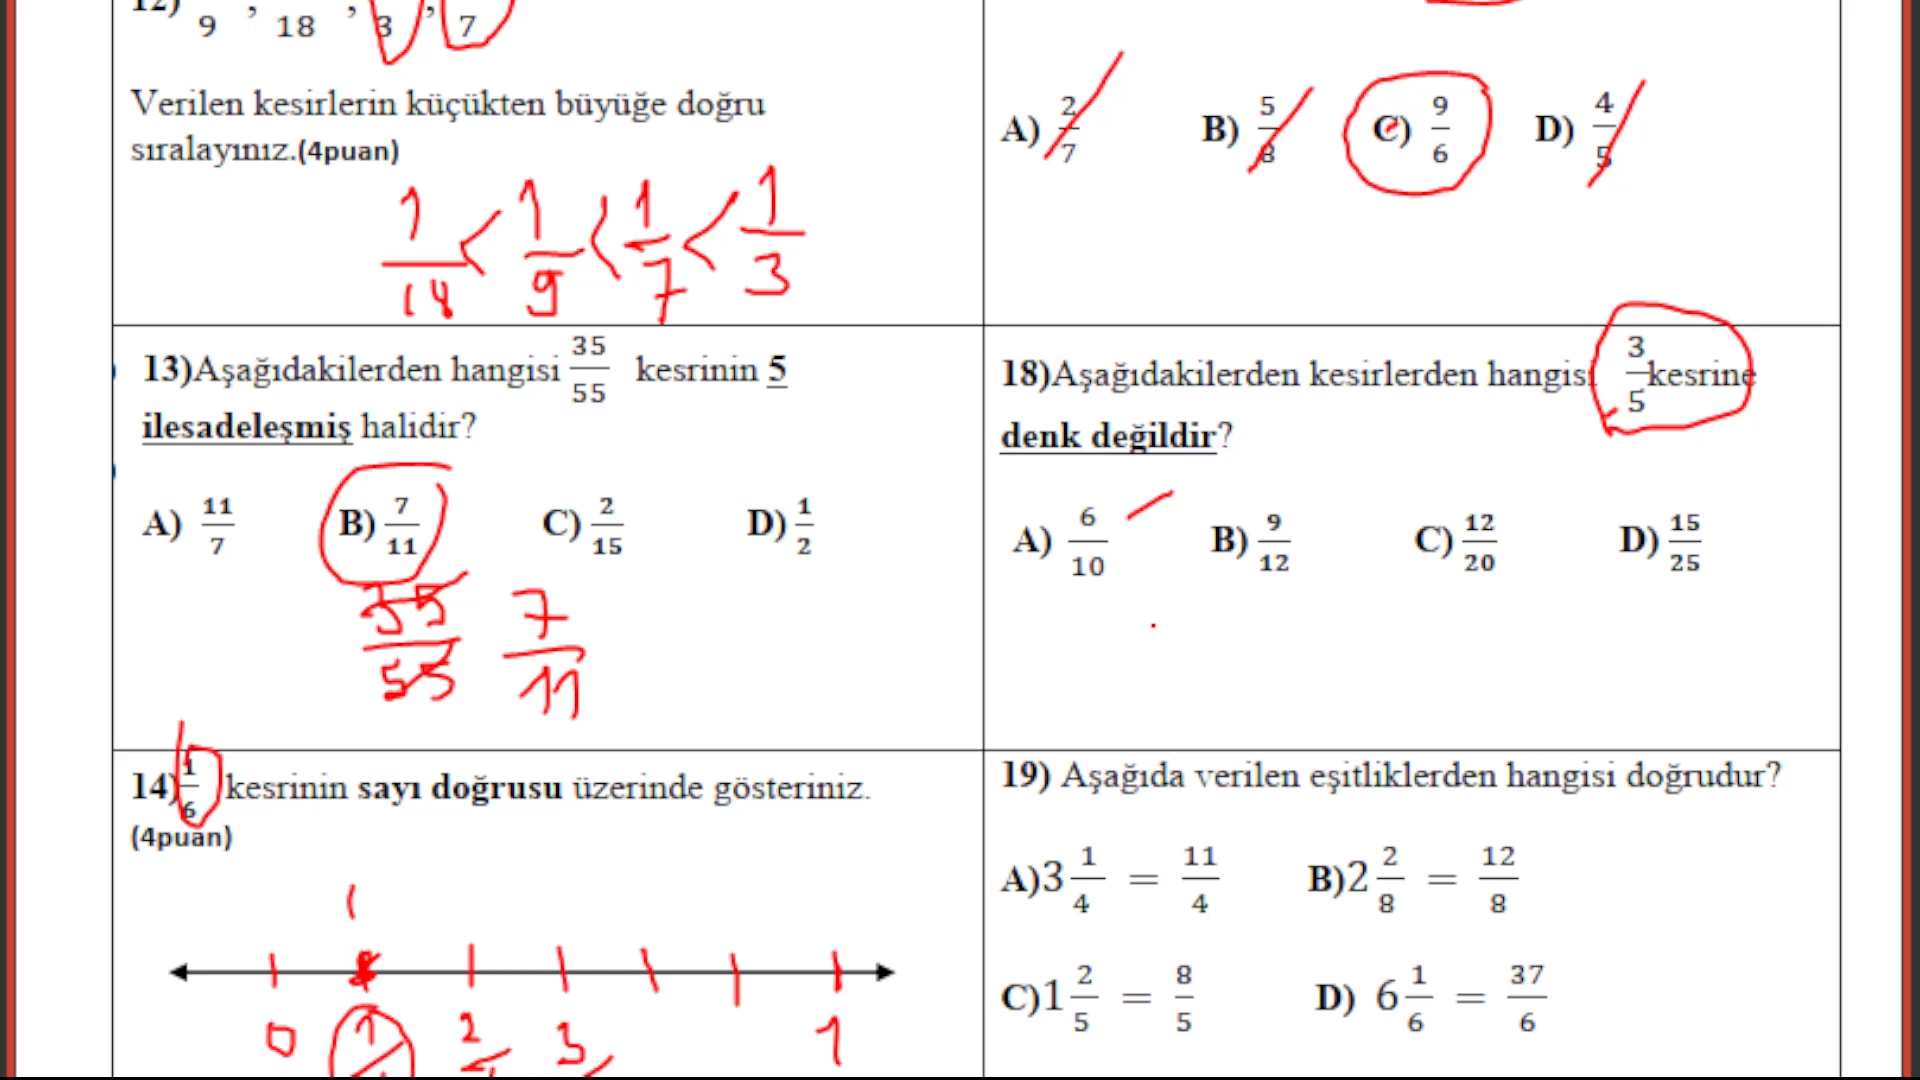 12) 9 , 18 , 3 , 7
Verilen kesirlerin küçükten büyüğe doğru
sıralayınız.(4puan)
1/18 < 1/9 < 1/7 < 1/3
13)Aşağıdakilerden hangisi 35/55 kesrinin 5
ilesadeleşmiş halidir?
A) 11/7 B) 7/11 C) 2/15 D) 1/2
35/55 7/11
14) 1/6 kesrinin sayı doğrusu üzerinde gösteriniz.
(4puan)
0 1 2 3 1
A) 2/7 B) 5/8 C) 9/6 D) 4/5
18)Aşağıdakilerden kesirlerden hangisi 3/5 kesrine
denk değildir?
A) 6/10 B) 9/12 C) 12/20 D) 15/25
19) Aşağıda verilen eşitliklerden hangisi doğrudur?
A)3 1/4 = 11/4 B)2 2/8 = 12/8
C)1 2/5 = 8/5 D) 6 1/6 = 37/6